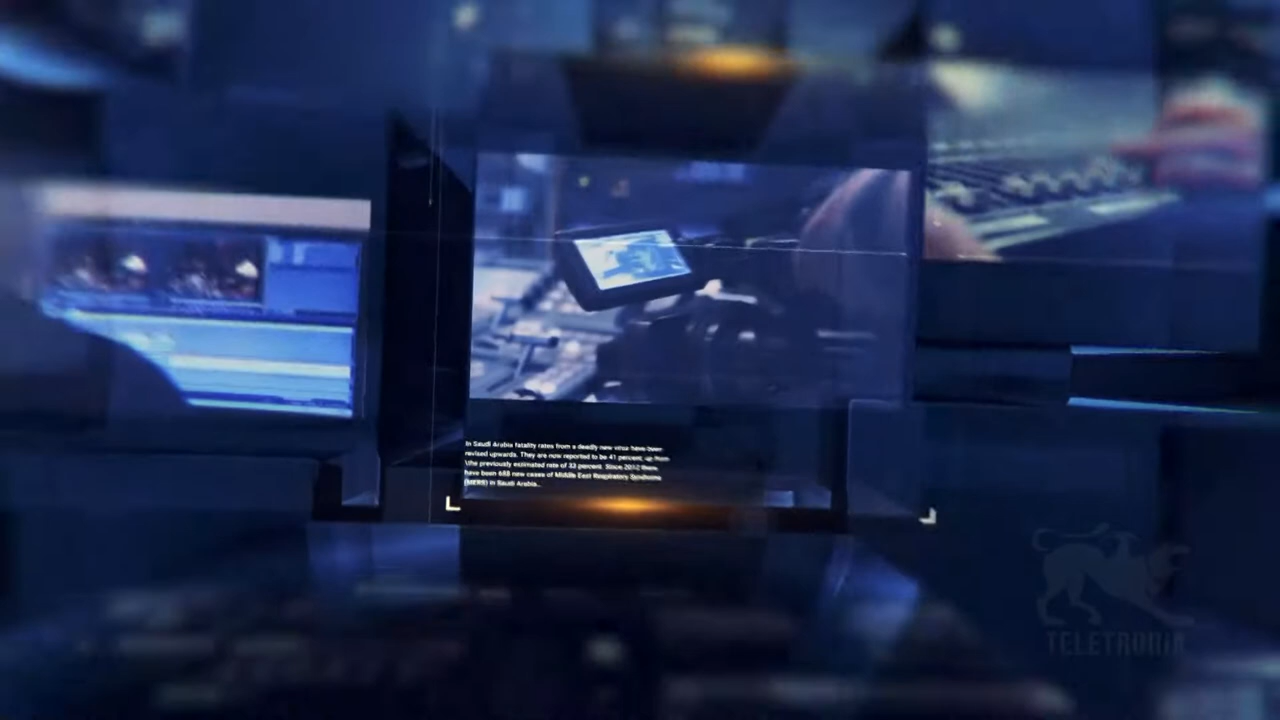 In Saudi Arabia fatality rates from a deadly new virus have been
revised upwards. They are now reported to be 41 percent, up from
\the previously estimated rate of 33 percent. Since 2012 there
have been 688 new cases of Middle East Respiratory Syndrome
(MERS) in Saudi Arabia...
TELETRONIK